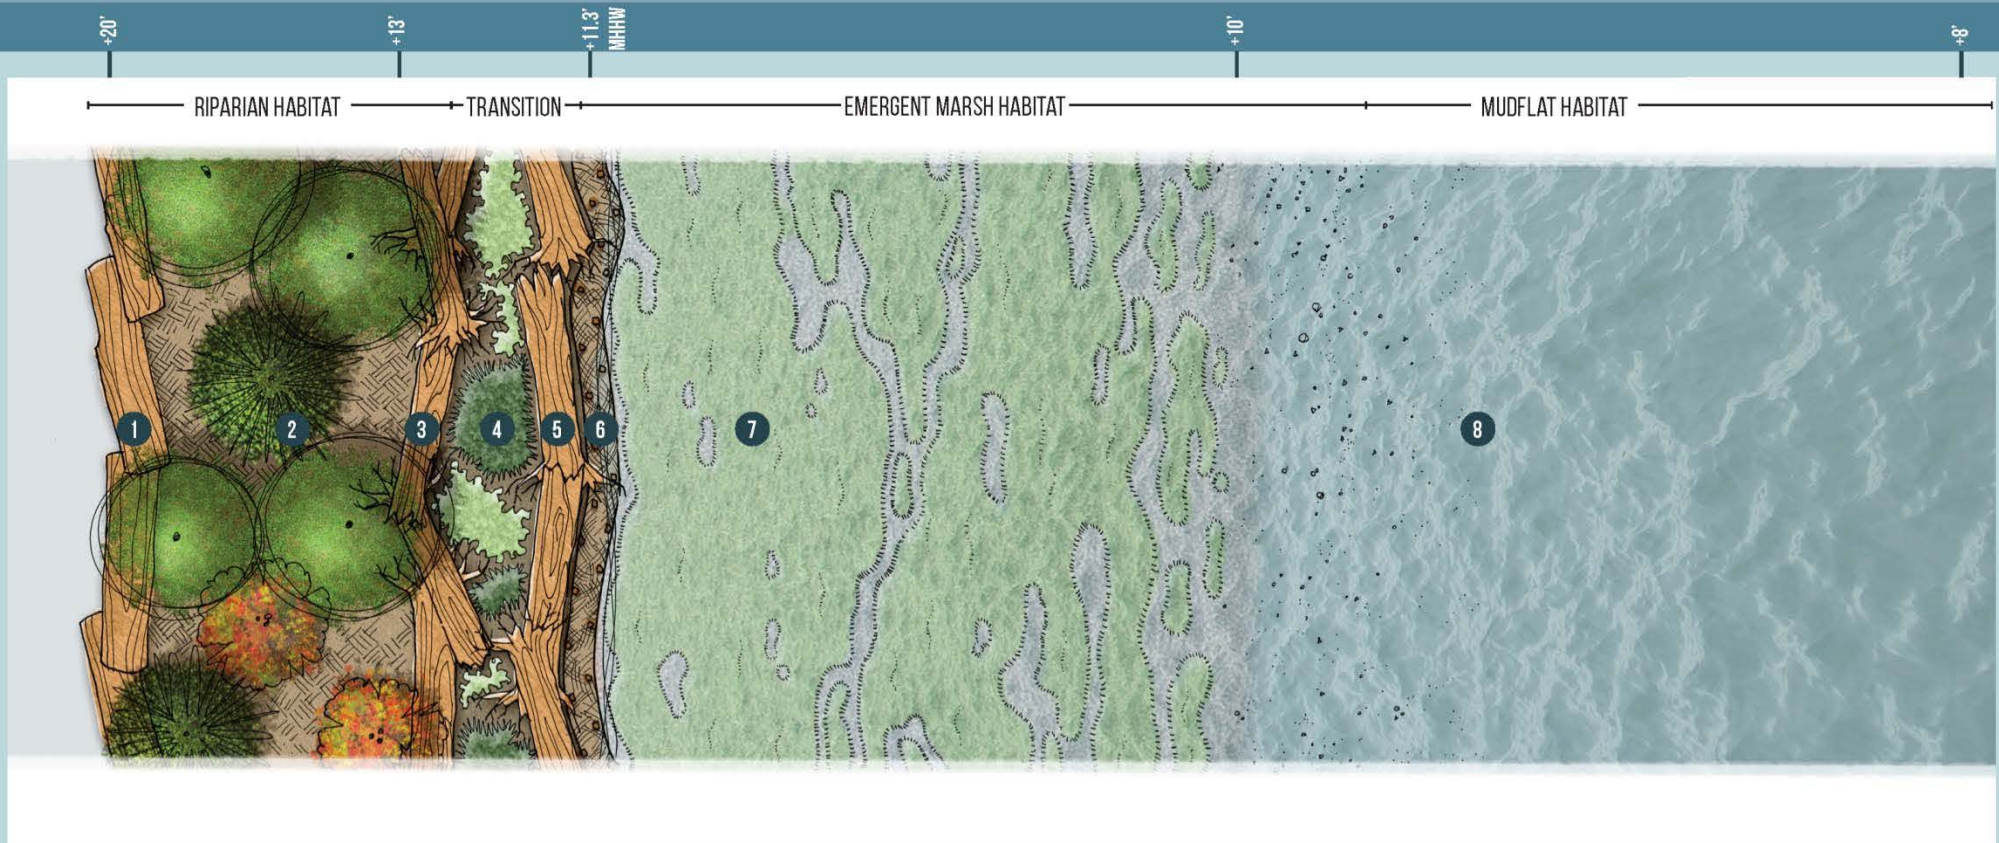 +20'
+13'
+11.3'
MHHW
+10'
+8'
RIPARIAN HABITAT
TRANSITION
EMERGENT MARSH HABITAT
MUDFLAT HABITAT
1
2
3
4
5
6
7
8